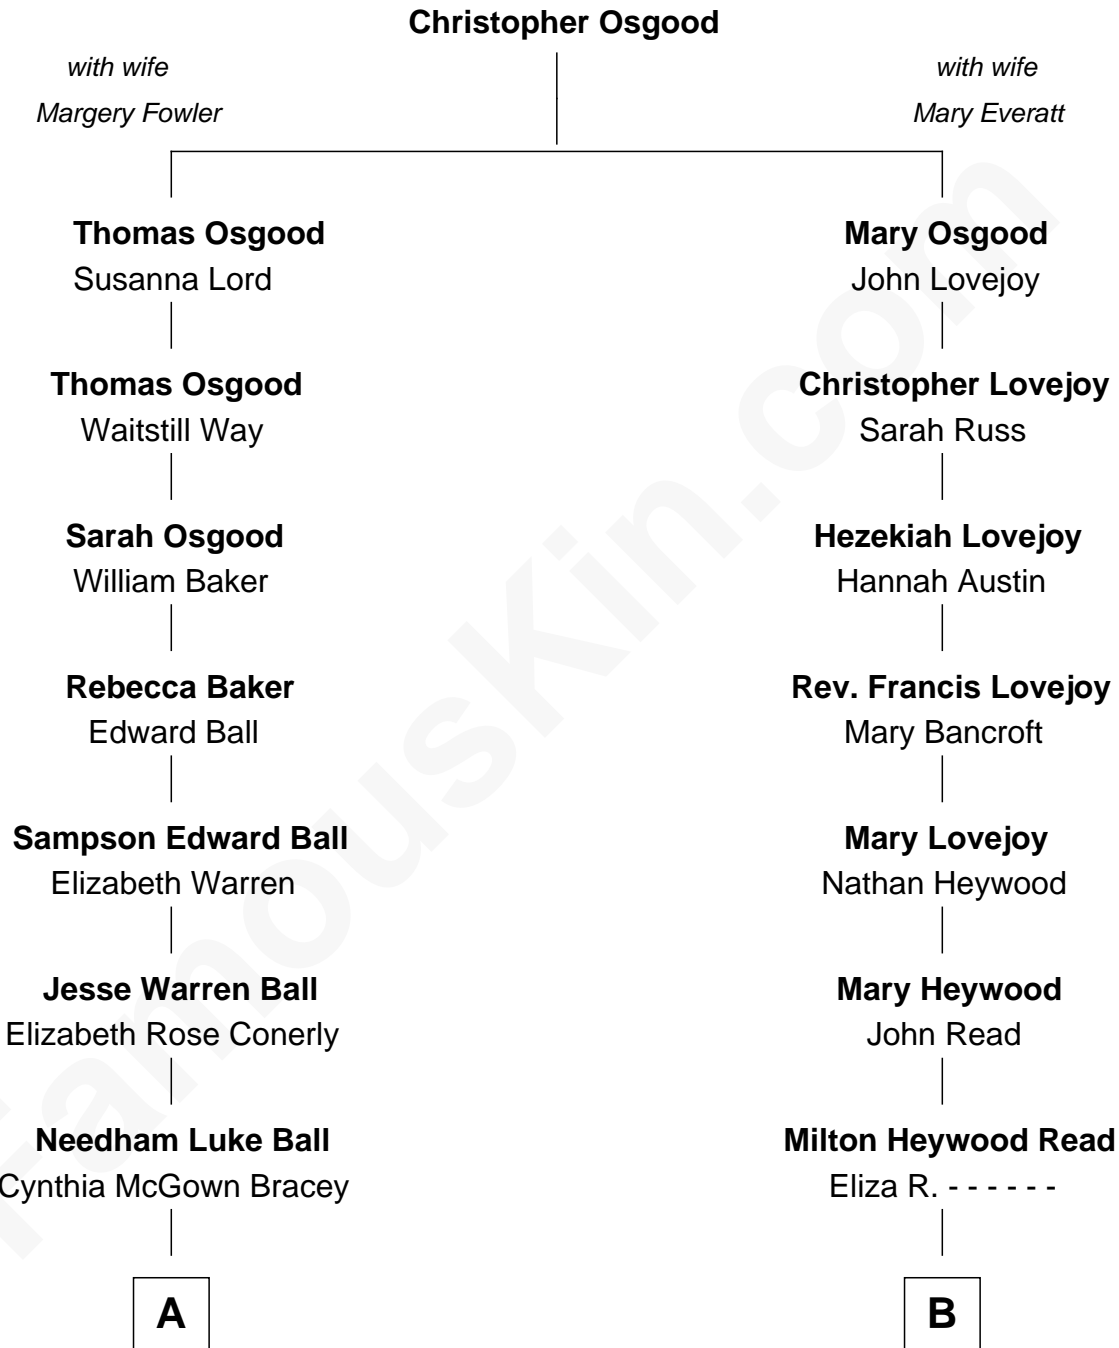 Christopher Osgood
with wife
Margery Fowler
with wife
Mary Everatt
Thomas Osgood
Susanna Lord
Mary Osgood
John Lovejoy
Thomas Osgood
Waitstill Way
Christopher Lovejoy
Sarah Russ
Sarah Osgood
William Baker
Hezekiah Lovejoy
Hannah Austin
Rebecca Baker
Edward Ball
Rev. Francis Lovejoy
Mary Bancroft
Sampson Edward Ball
Elizabeth Warren
Mary Lovejoy
Nathan Heywood
Jesse Warren Ball
Elizabeth Rose Conerly
Mary Heywood
John Read
Needham Luke Ball
Cynthia McGown Bracey
Milton Heywood Read
Eliza R. - - - - - -
A
B
FamousKin.com